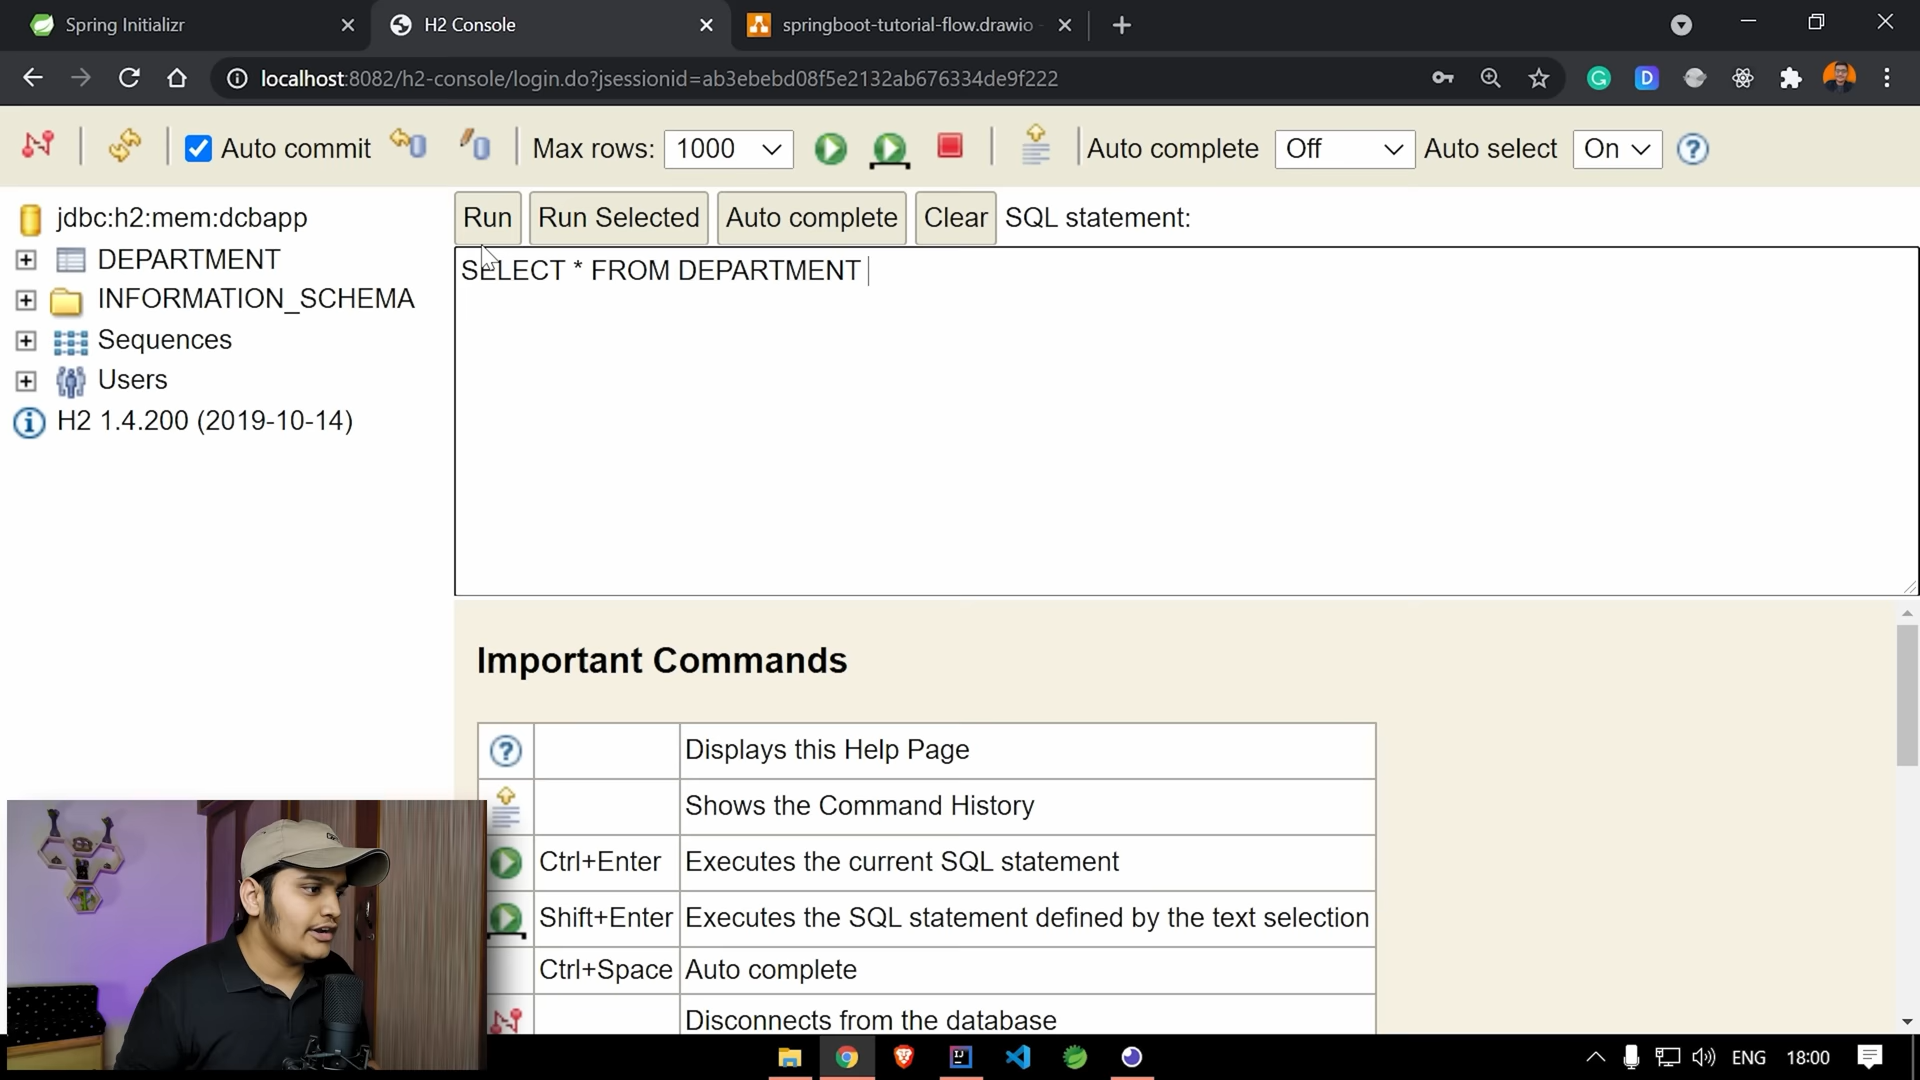 Spring Initializr
H2 Console
springboot-tutorial-flow.drawio -
localhost:8082/h2-console/login.do?jsessionid=ab3ebebd08f5e2132ab676334de9f222
Auto commit
Max rows:
1000
Auto complete
Off
Auto select
On
jdbc:h2:mem:dcbapp
DEPARTMENT
INFORMATION_SCHEMA
Sequences
Users
H2 1.4.200 (2019-10-14)
Run
Run Selected
Auto complete
Clear
SQL statement:
SELECT * FROM DEPARTMENT
Important Commands
Displays this Help Page
Shows the Command History
Ctrl+Enter Executes the current SQL statement
Shift+Enter Executes the SQL statement defined by the text selection
Ctrl+Space Auto complete
Disconnects from the database
ENG 18:00